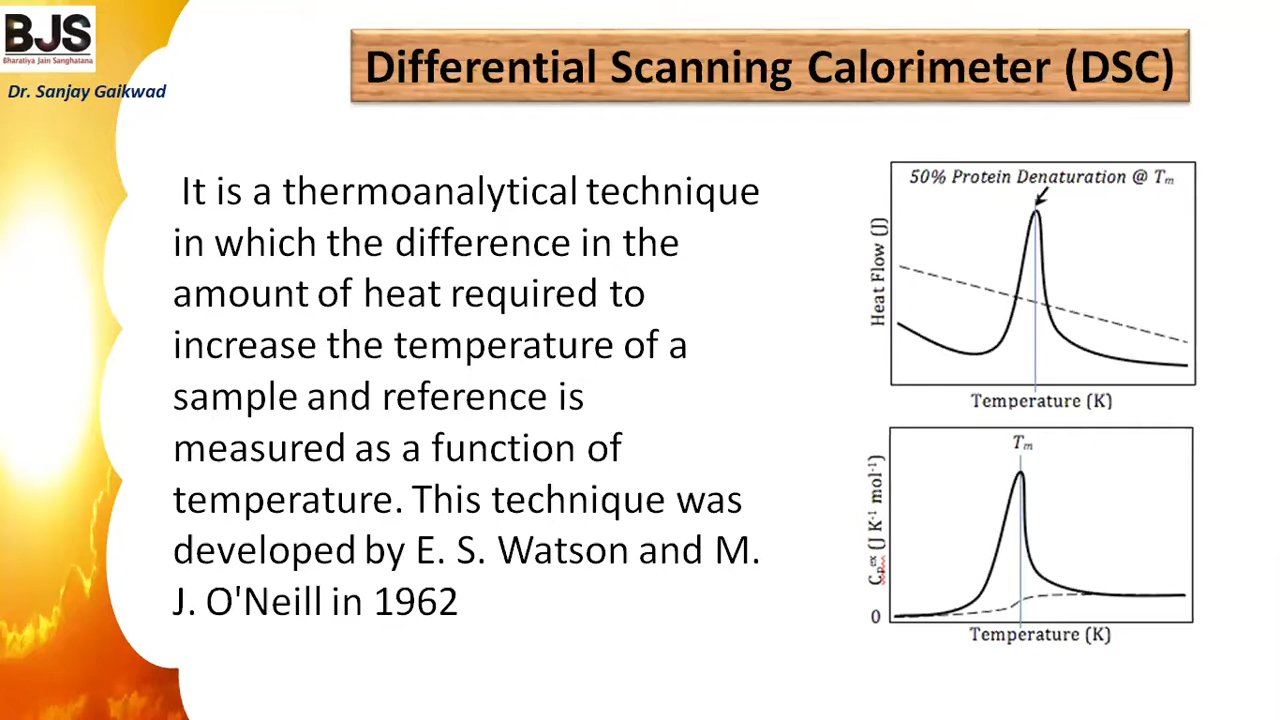 BJS
Bharatiya Jain Sanghatana
Dr. Sanjay Gaikwad
Differential Scanning Calorimeter (DSC)
It is a thermoanalytical technique
in which the difference in the
amount of heat required to
increase the temperature of a
sample and reference is
measured as a function of
temperature. This technique was
developed by E. S. Watson and M.
J. O'Neill in 1962
50% Protein Denaturation @ Tₘ
Heat Flow (J)
Temperature (K)
Tₘ
Cₚᵉˣ (J K⁻¹ mol⁻¹)
0
Temperature (K)